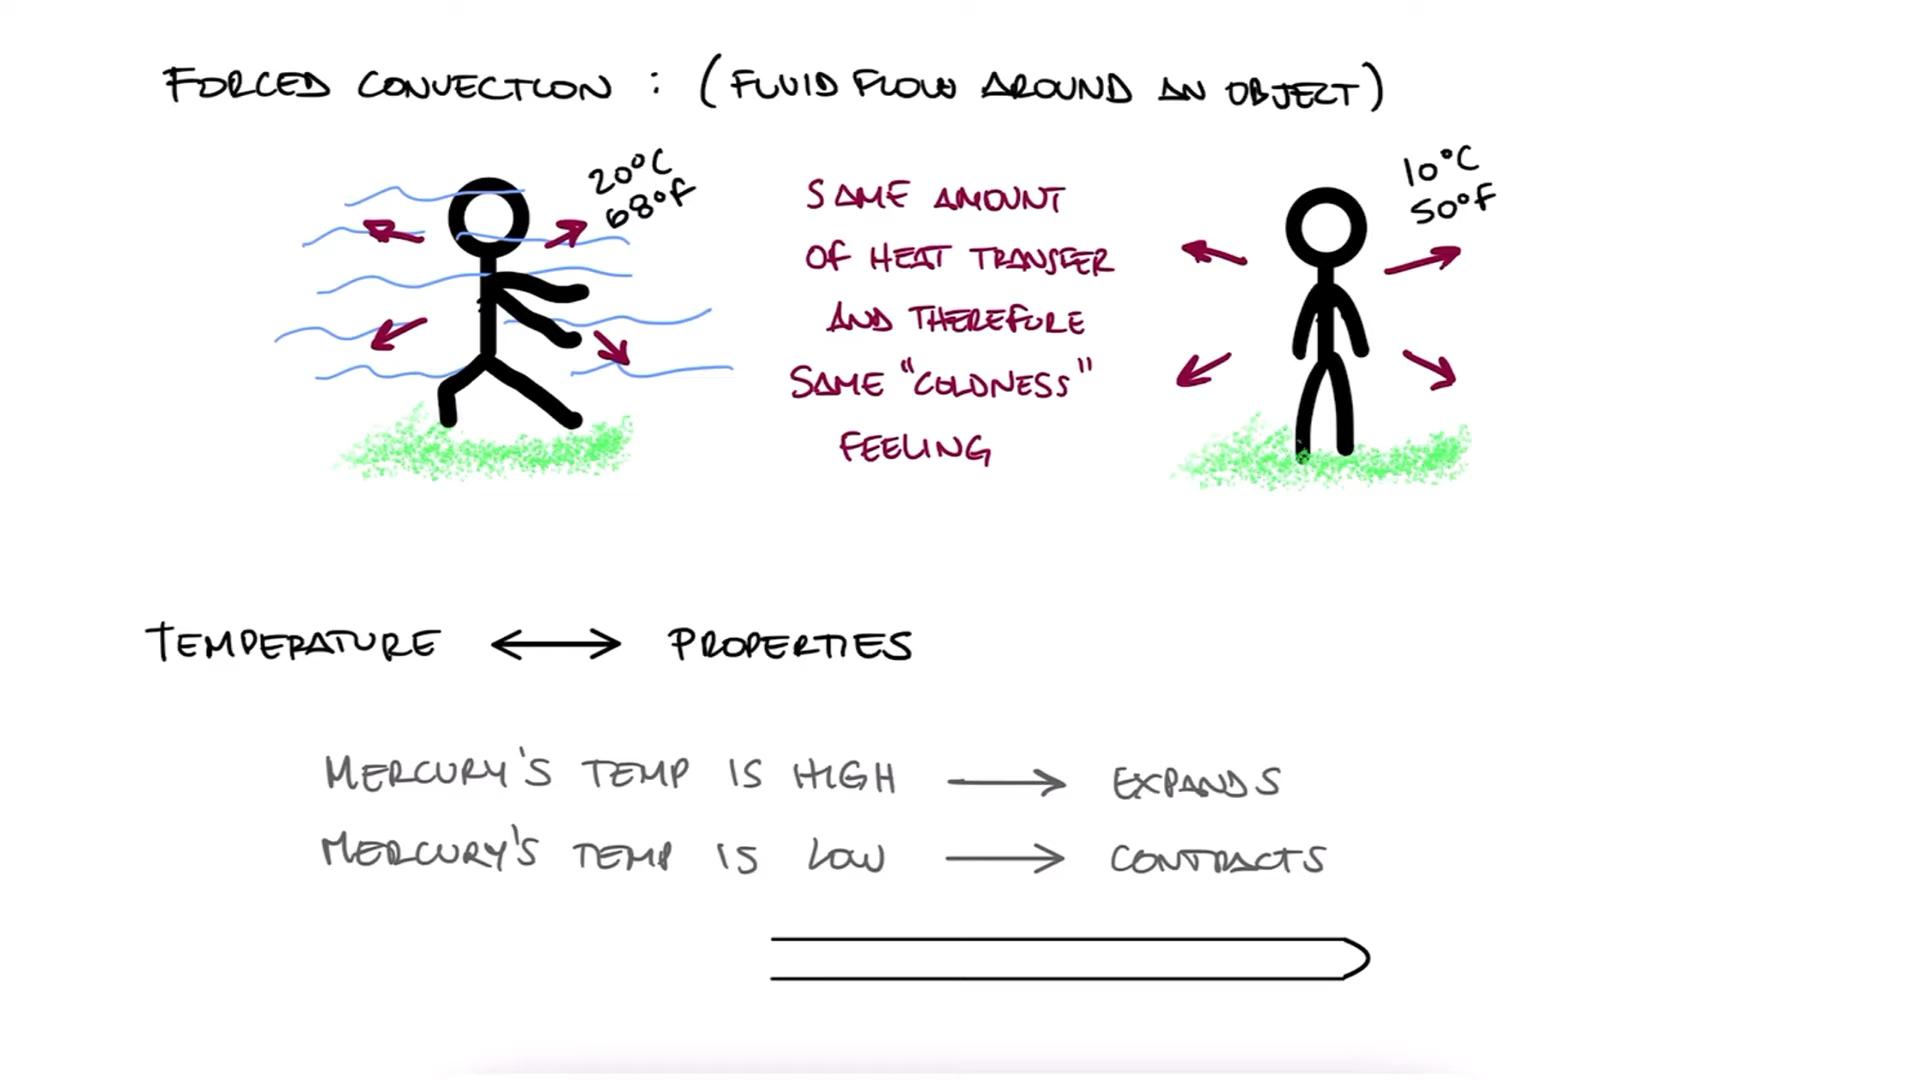 FORCED CONVECTION : (FLUID FLOW AROUND AN OBJECT)
20°C
68°F
SAME AMOUNT
OF HEAT TRANSFER
AND THEREFORE
SAME "COLDNESS"
FEELING
10°C
50°F
TEMPERATURE ⟷ PROPERTIES
MERCURY'S TEMP IS HIGH ⟶ EXPANDS
MERCURY'S TEMP IS LOW ⟶ CONTRACTS